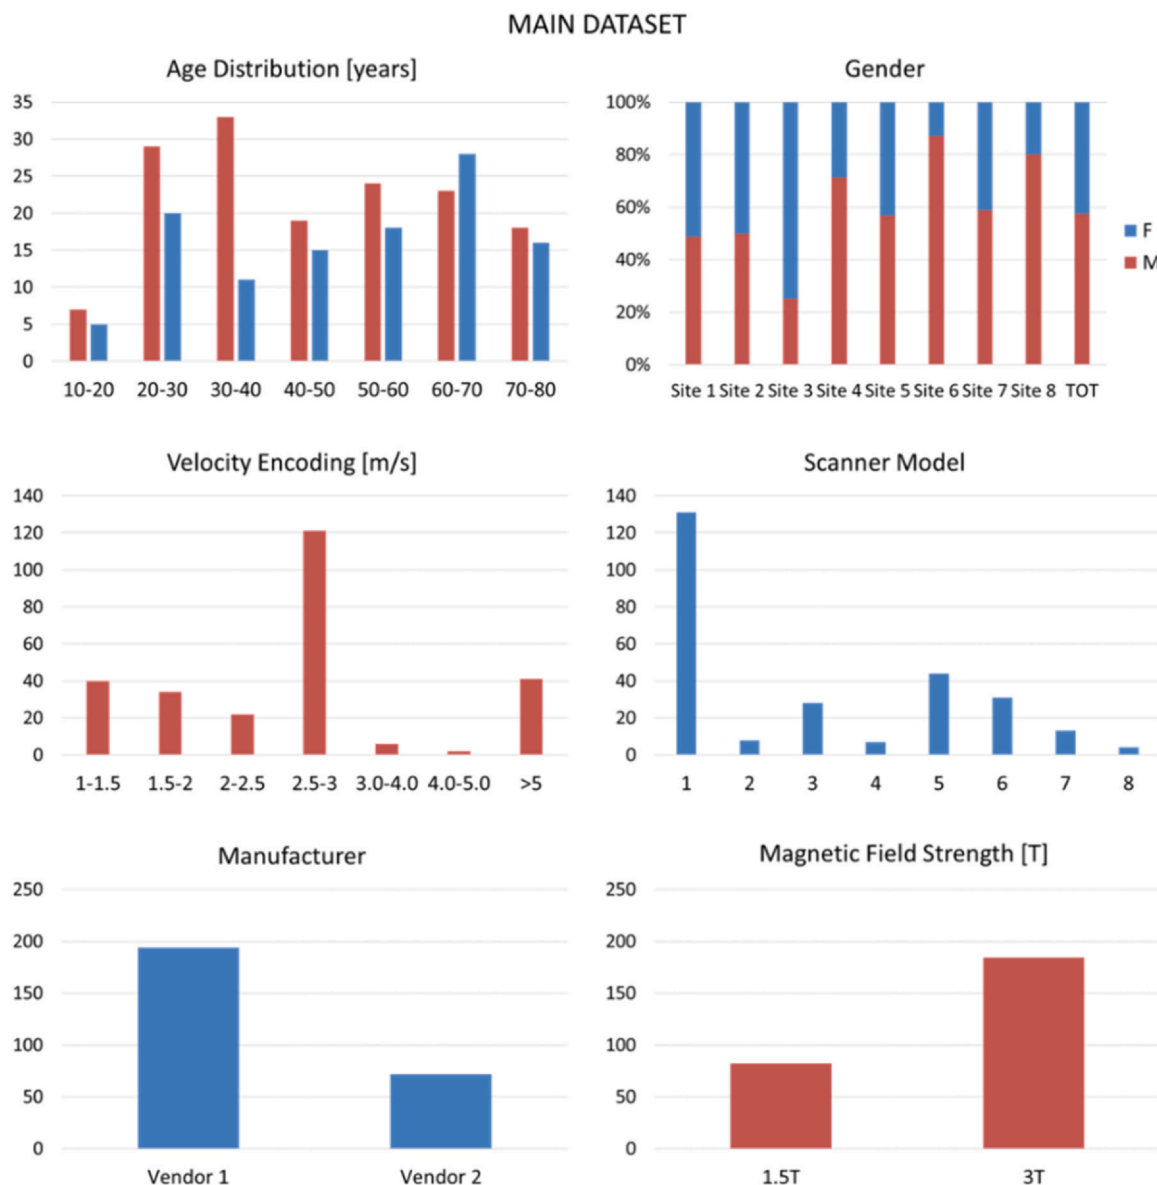 MAIN DATASET
Age Distribution [years]
35
30
25
20
15
10
5
0
10-20 20-30 30-40 40-50 50-60 60-70 70-80
Gender
100%
80%
60%
40%
20%
0%
Site 1 Site 2 Site 3 Site 4 Site 5 Site 6 Site 7 Site 8 TOT
F
M
Velocity Encoding [m/s]
140
120
100
80
60
40
20
0
1-1.5 1.5-2 2-2.5 2.5-3 3.0-4.0 4.0-5.0 >5
Scanner Model
140
120
100
80
60
40
20
0
1 2 3 4 5 6 7 8
Manufacturer
250
200
150
100
50
0
Vendor 1 Vendor 2
Magnetic Field Strength [T]
250
200
150
100
50
0
1.5T 3T